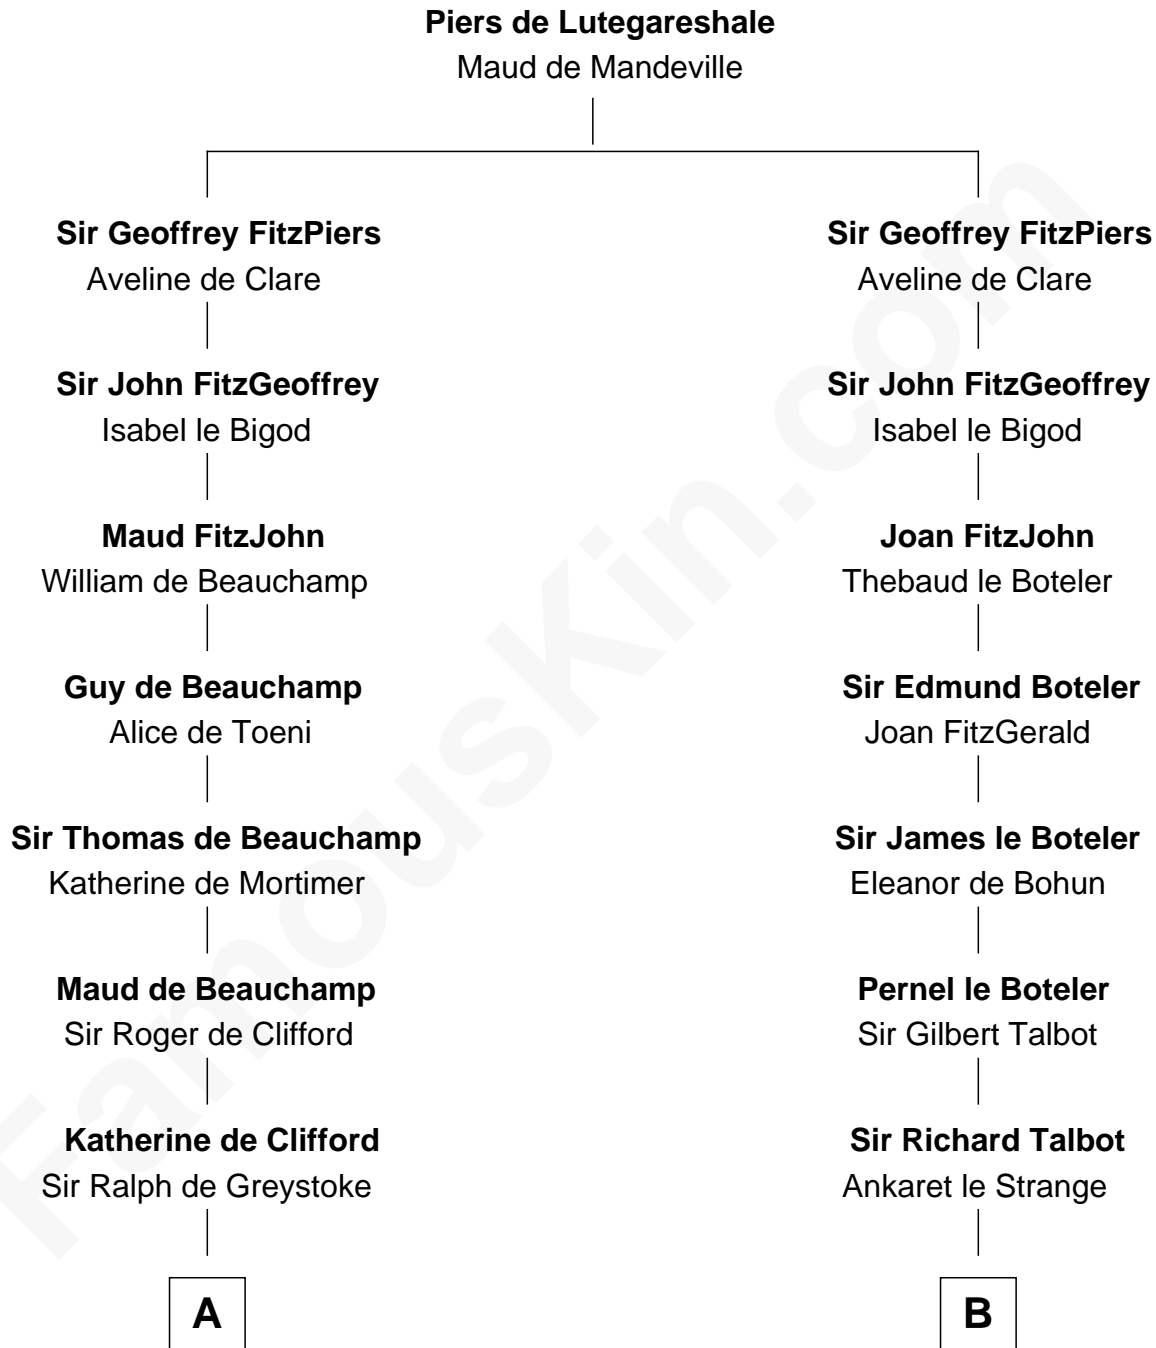 Piers de Lutegareshale
Maud de Mandeville
Sir Geoffrey FitzPiers
Aveline de Clare
Sir John FitzGeoffrey
Isabel le Bigod
Maud FitzJohn
William de Beauchamp
Guy de Beauchamp
Alice de Toeni
Sir Thomas de Beauchamp
Katherine de Mortimer
Maud de Beauchamp
Sir Roger de Clifford
Katherine de Clifford
Sir Ralph de Greystoke
A
Sir Geoffrey FitzPiers
Aveline de Clare
Sir John FitzGeoffrey
Isabel le Bigod
Joan FitzJohn
Thebaud le Boteler
Sir Edmund Boteler
Joan FitzGerald
Sir James le Boteler
Eleanor de Bohun
Pernel le Boteler
Sir Gilbert Talbot
Sir Richard Talbot
Ankaret le Strange
B
FamousKin.com